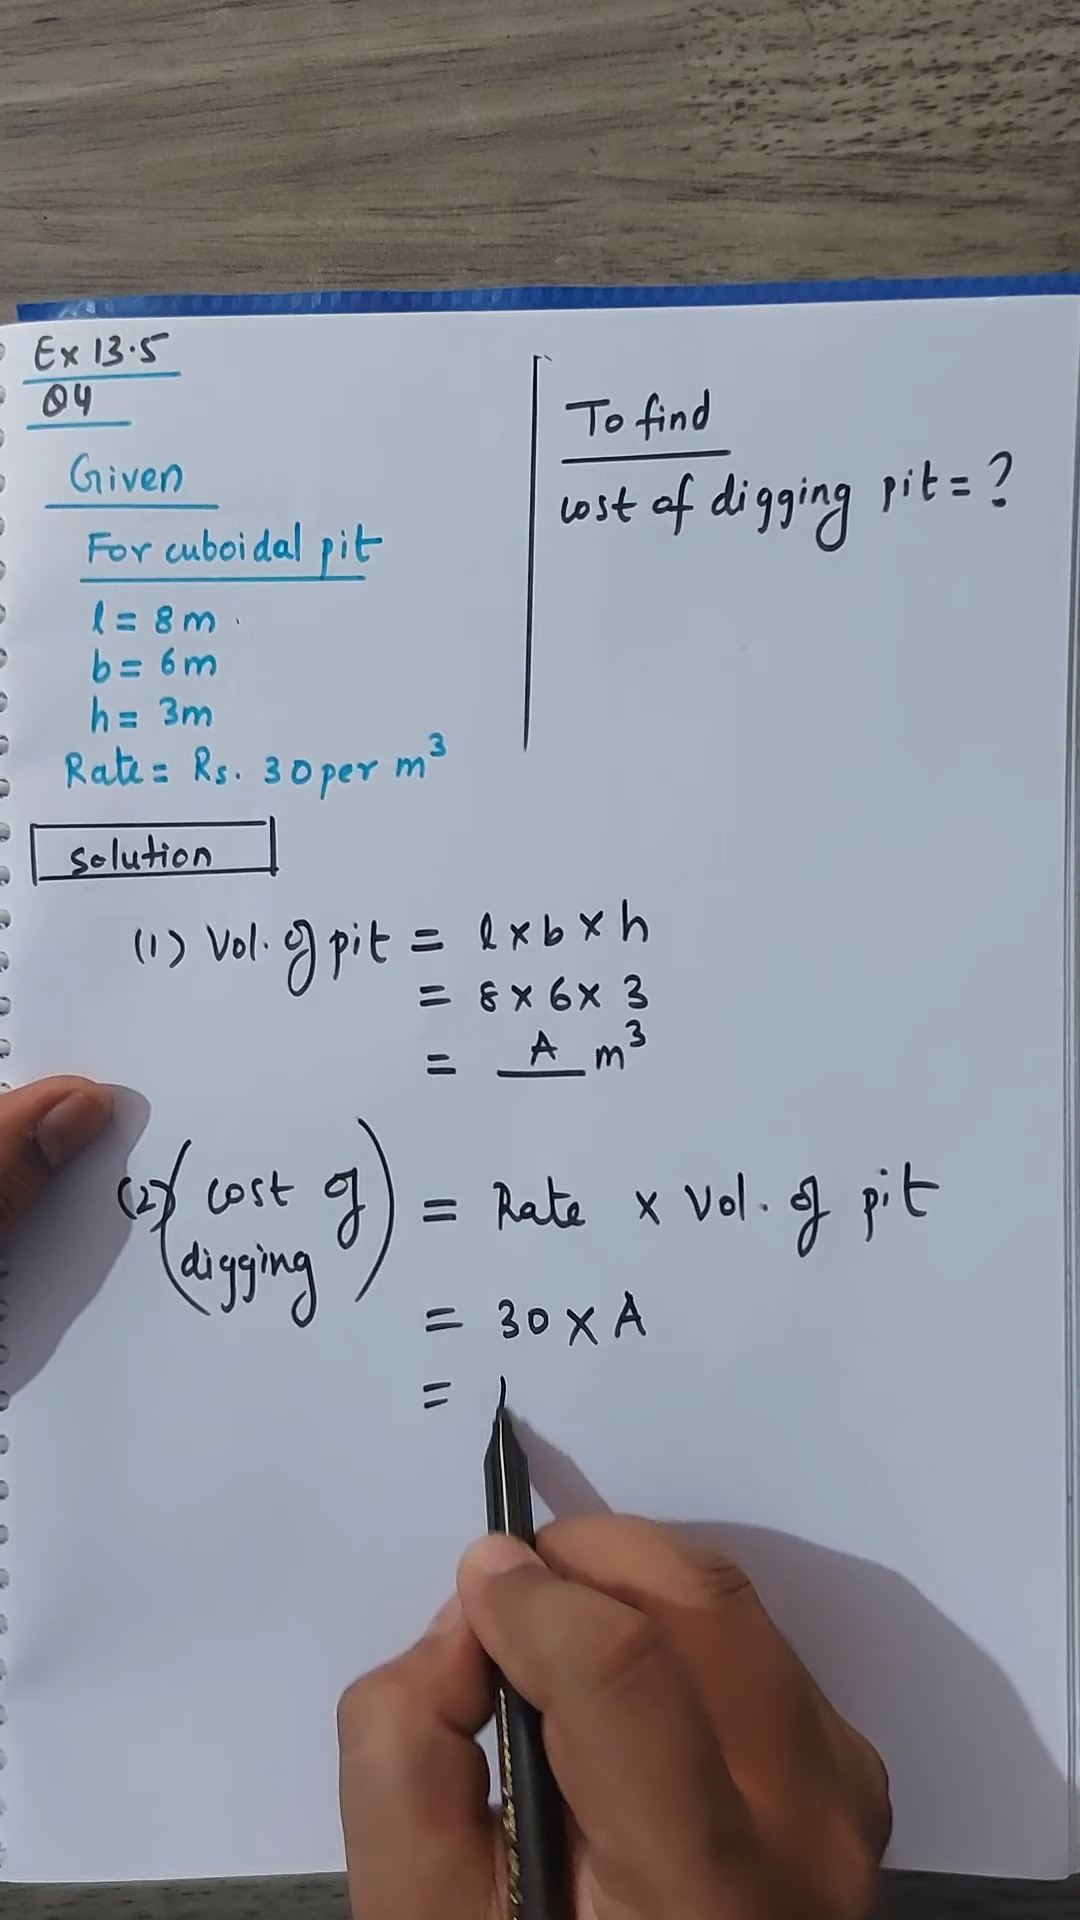 Ex 13.5
Q4
Given
For cuboidal pit
l = 8m
b = 6m
h = 3m
Rate = Rs. 30 per m³
To find
cost of digging pit = ?
Solution
(1) Vol. of pit = l × b × h
= 8 × 6 × 3
= A m³
(2) (cost of digging) = Rate × Vol. of pit
= 30 × A
=